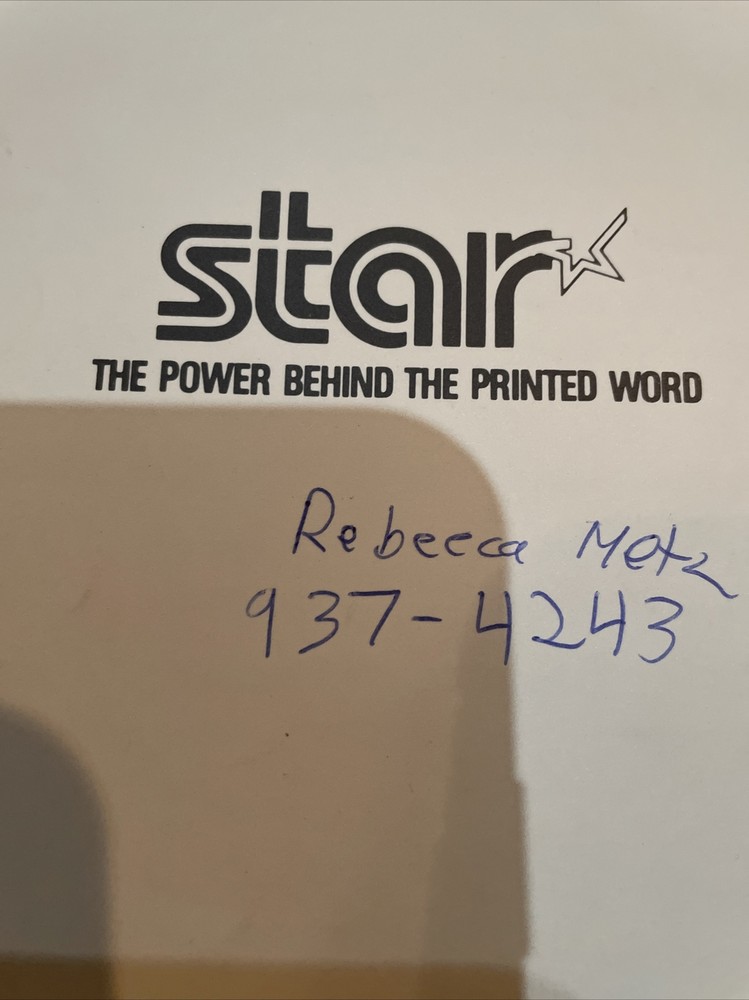 star
THE POWER BEHIND THE PRINTED WORD
Rebecca Metz
937-4243